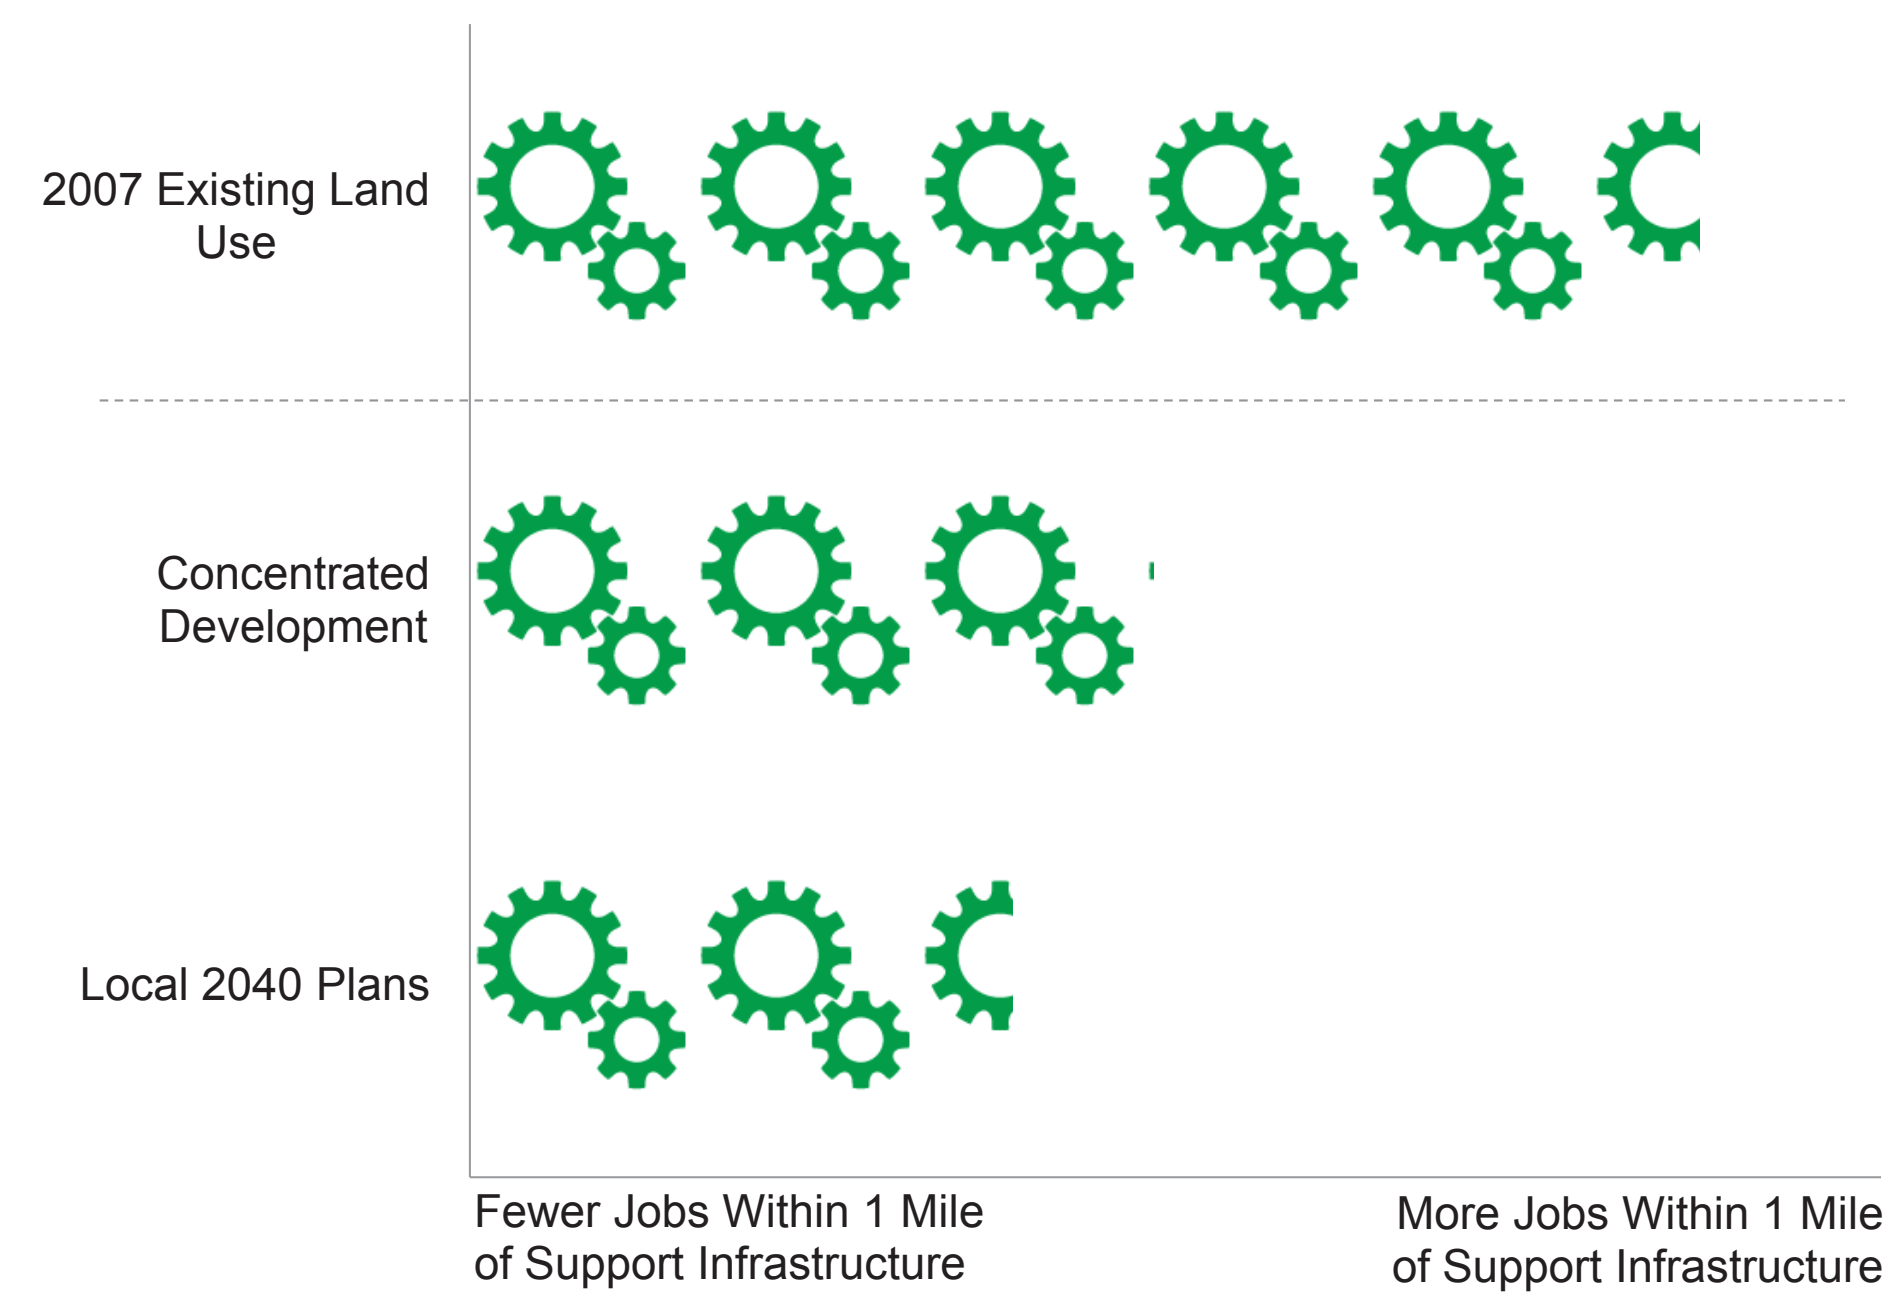 2007 Existing Land
Use
Concentrated
Development
Local 2040 Plans
Fewer Jobs Within 1 Mile
of Support Infrastructure
More Jobs Within 1 Mile
of Support Infrastructure